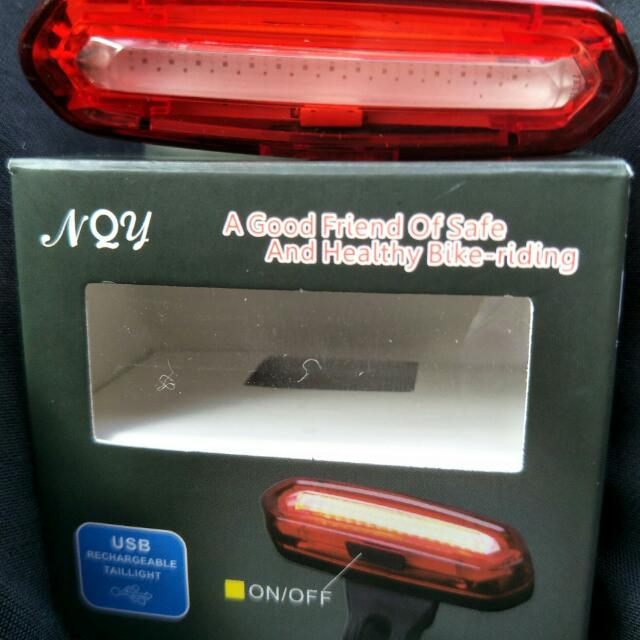 NQY
A Good Friend Of Safe
And Healthy Bike-riding
USB
RECHARGEABLE
TAILLIGHT
ON/OFF